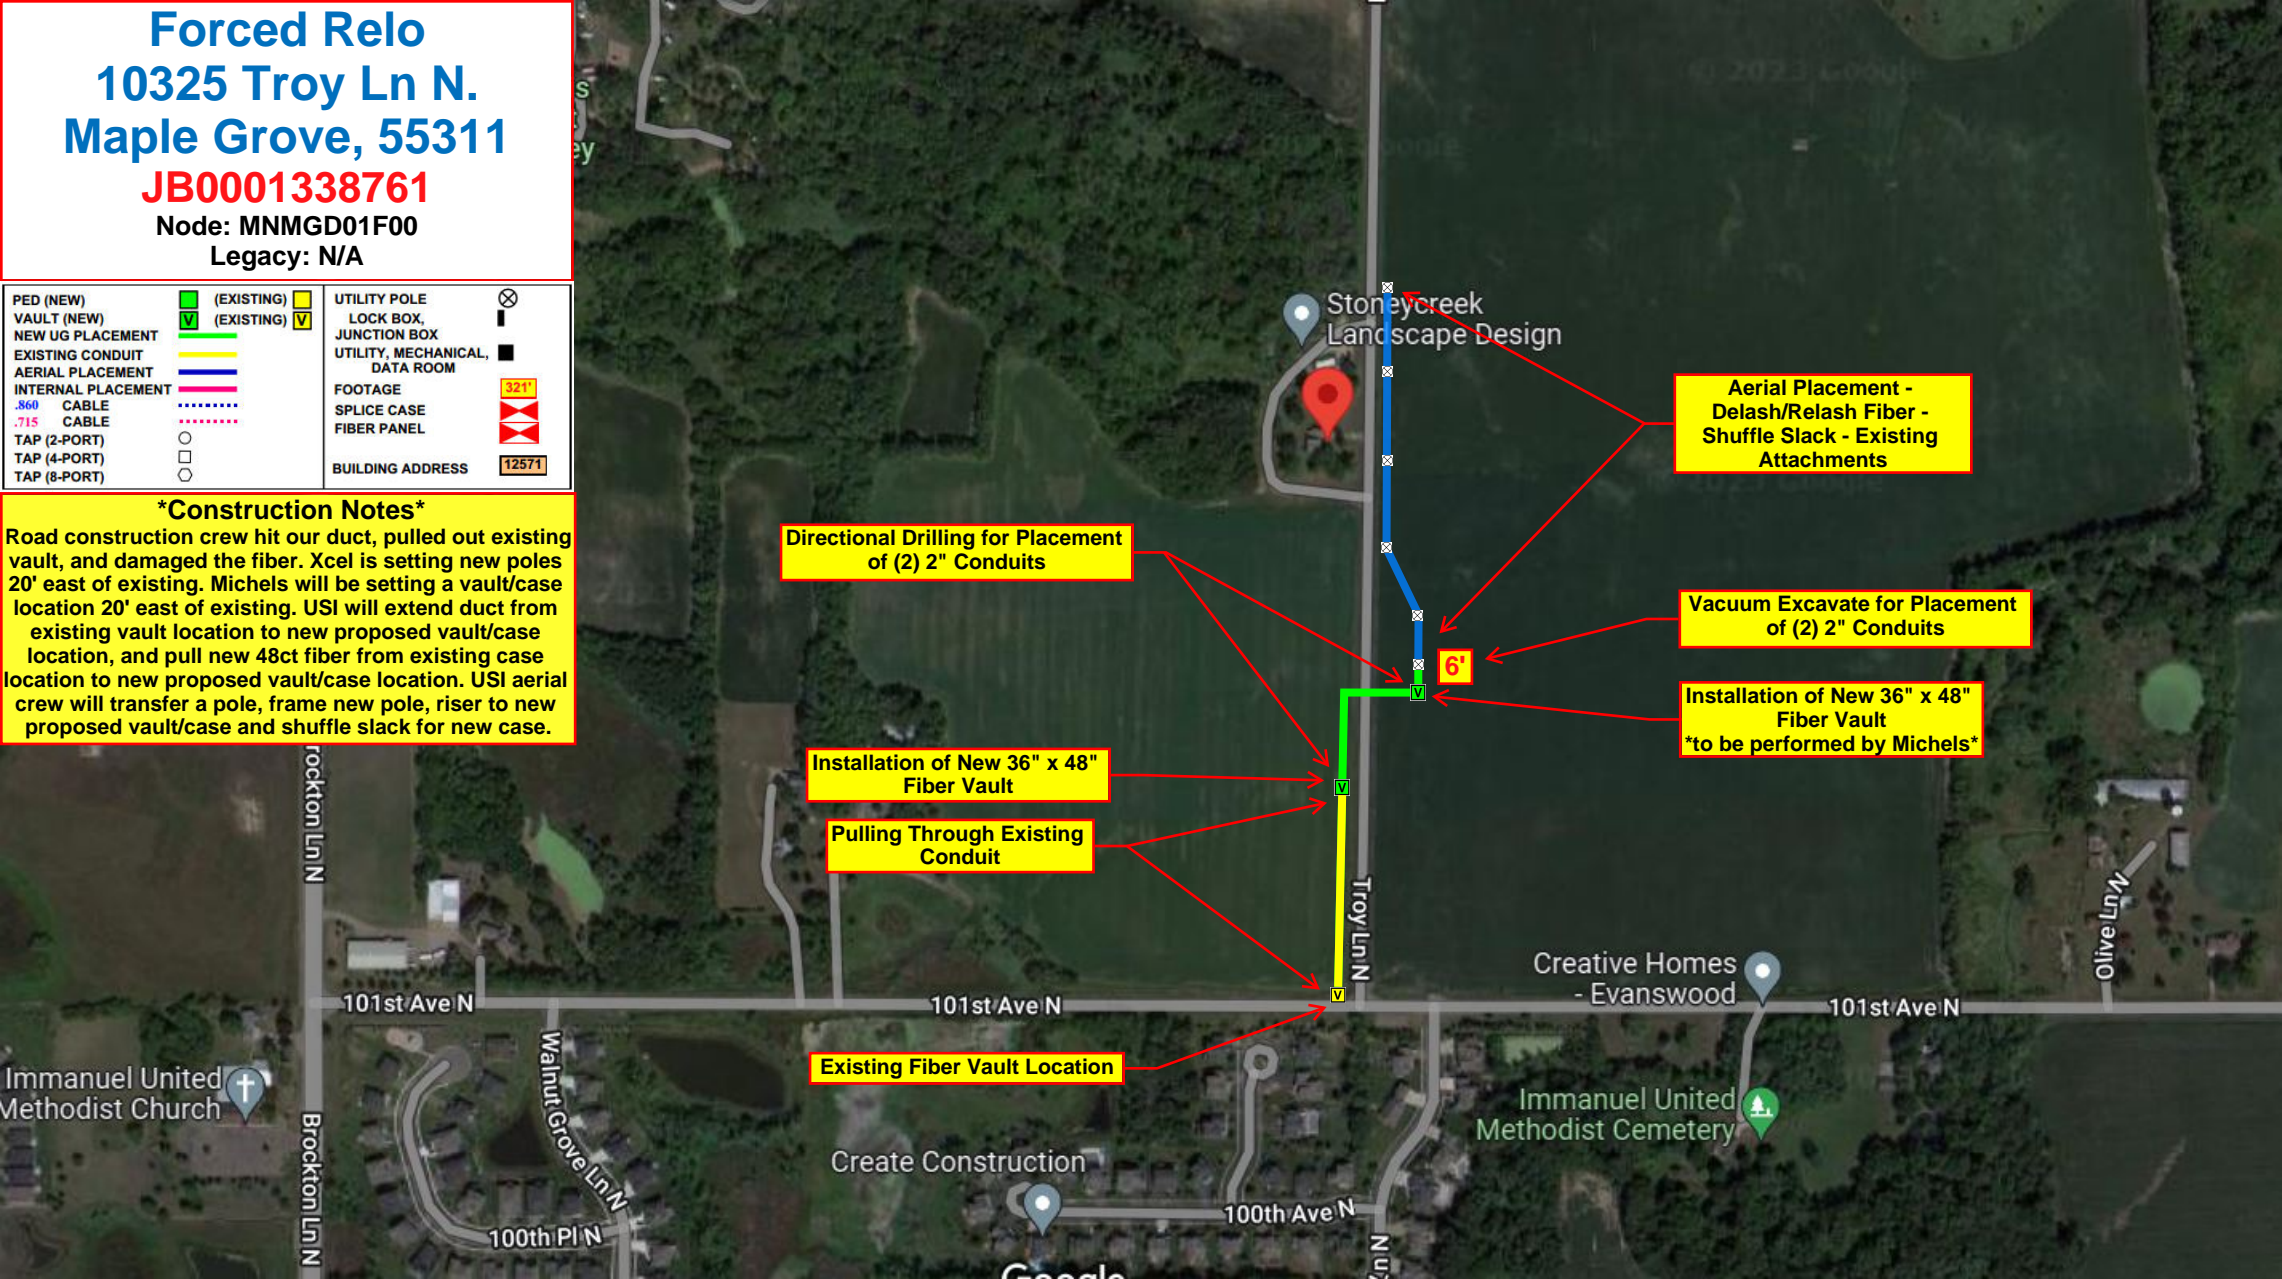 Forced Relo
10325 Troy Ln N.
Maple Grove, 55311
JB0001338761
Node: MNMGD01F00
Legacy: N/A
PED (NEW) (EXISTING)
VAULT (NEW) V (EXISTING) V
NEW UG PLACEMENT
EXISTING CONDUIT
AERIAL PLACEMENT
INTERNAL PLACEMENT
.860 CABLE
.715 CABLE
TAP (2-PORT)
TAP (4-PORT)
TAP (8-PORT)
UTILITY POLE
LOCK BOX,
JUNCTION BOX
UTILITY, MECHANICAL,
DATA ROOM
FOOTAGE 321'
SPLICE CASE
FIBER PANEL
BUILDING ADDRESS 12571
*Construction Notes*
Road construction crew hit our duct, pulled out existing
vault, and damaged the fiber. Xcel is setting new poles
20' east of existing. Michels will be setting a vault/case
location 20' east of existing. USI will extend duct from
existing vault location to new proposed vault/case
location, and pull new 48ct fiber from existing case
location to new proposed vault/case location. USI aerial
crew will transfer a pole, frame new pole, riser to new
proposed vault/case and shuffle slack for new case.
© 2023 Google
Stoneycreek
Landscape Design
Aerial Placement -
Delash/Relash Fiber -
Shuffle Slack - Existing
Attachments
Directional Drilling for Placement
of (2) 2" Conduits
Vacuum Excavate for Placement
of (2) 2" Conduits
6'
V
Installation of New 36" x 48"
Fiber Vault
*to be performed by Michels*
Installation of New 36" x 48"
Fiber Vault
V
Pulling Through Existing
Conduit
V
Existing Fiber Vault Location
Troy Ln N
Olive Ln N
Creative Homes
- Evanswood
101st Ave N
101st Ave N
101st Ave N
rockton Ln N
Brockton Ln N
Walnut Grove Ln N
Immanuel United
Methodist Church
Immanuel United
Methodist Cemetery
Create Construction
100th Ave N
100th Pl N
Google